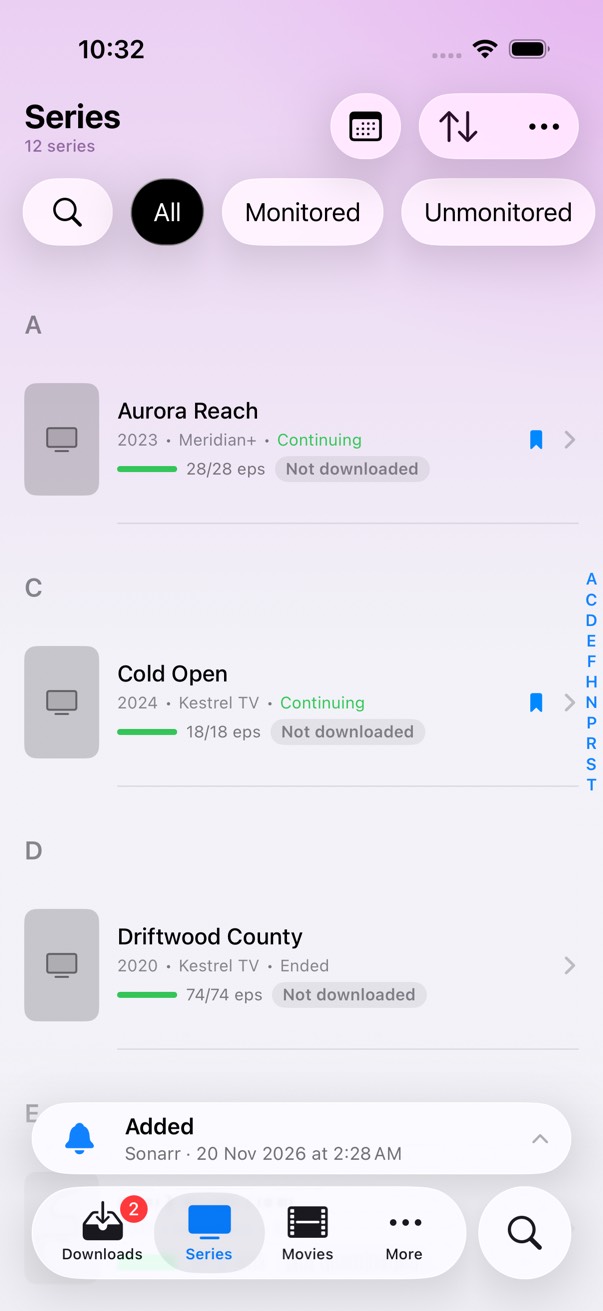 10:32
Series
12 series
All
Monitored
Unmonitored
A
Aurora Reach
2023 • Meridian+ • Continuing
28/28 eps Not downloaded
C
Cold Open
2024 • Kestrel TV • Continuing
18/18 eps Not downloaded
D
Driftwood County
2020 • Kestrel TV • Ended
74/74 eps Not downloaded
E
A
C
D
E
F
H
N
P
R
S
T
Added
Sonarr · 20 Nov 2026 at 2:28 AM
2
Downloads
Series
Movies
More